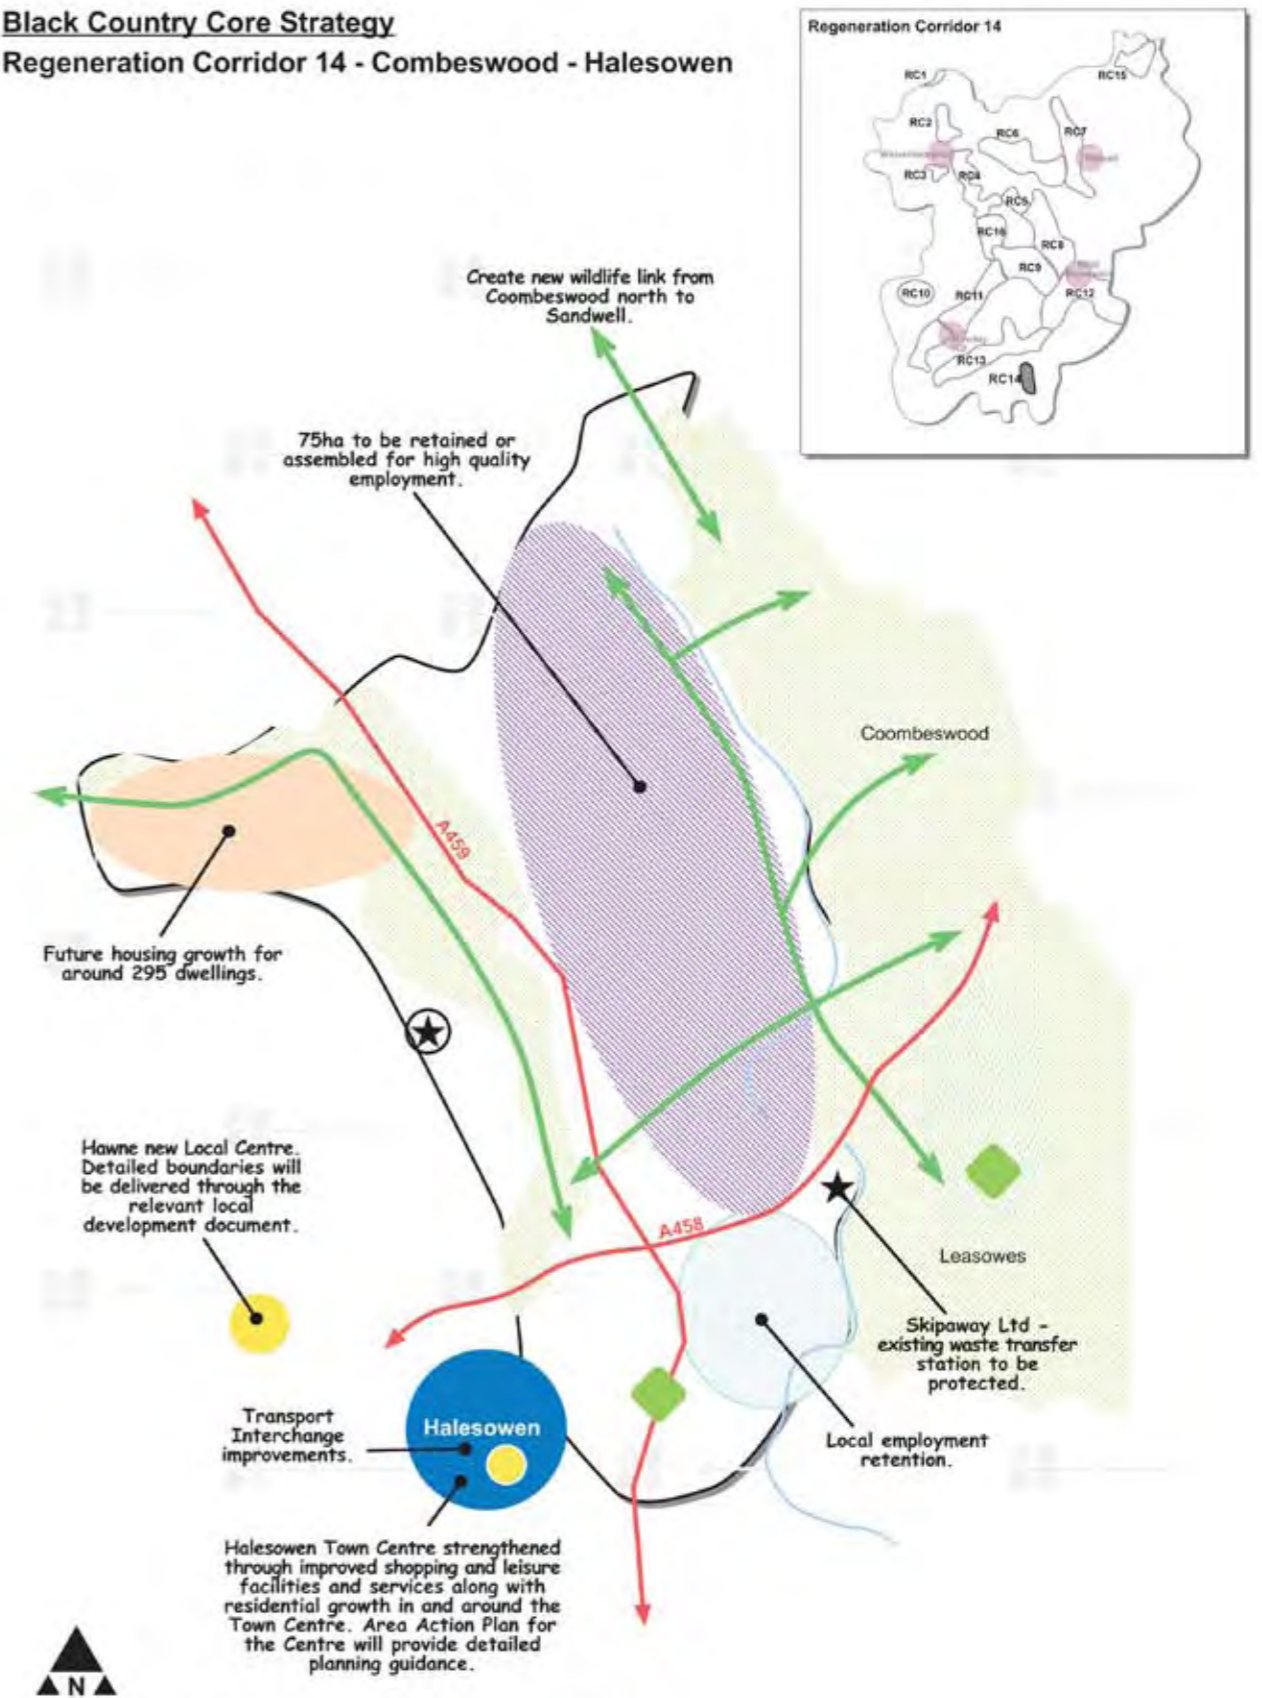 Black Country Core Strategy
Regeneration Corridor 14 - Combeswood - Halesowen
Regeneration Corridor 14
RC1
RC15
RC2
RC6
RC7
RC3
RC4
RC5
RC16
RC8
RC9
RC10
RC11
RC12
RC13
RC14
Create new wildlife link from
Coombeswood north to
Sandwell.
75ha to be retained or
assembled for high quality
employment.
Coombeswood
A459
Future housing growth for
around 295 dwellings.
Hawne new Local Centre.
Detailed boundaries will
be delivered through the
relevant local
development document.
A458
Leasowes
Skipaway Ltd -
existing waste transfer
station to be
protected.
Transport
Interchange
improvements.
Halesowen
Local employment
retention.
Halesowen Town Centre strengthened
through improved shopping and leisure
facilities and services along with
residential growth in and around the
Town Centre. Area Action Plan for
the Centre will provide detailed
planning guidance.
N